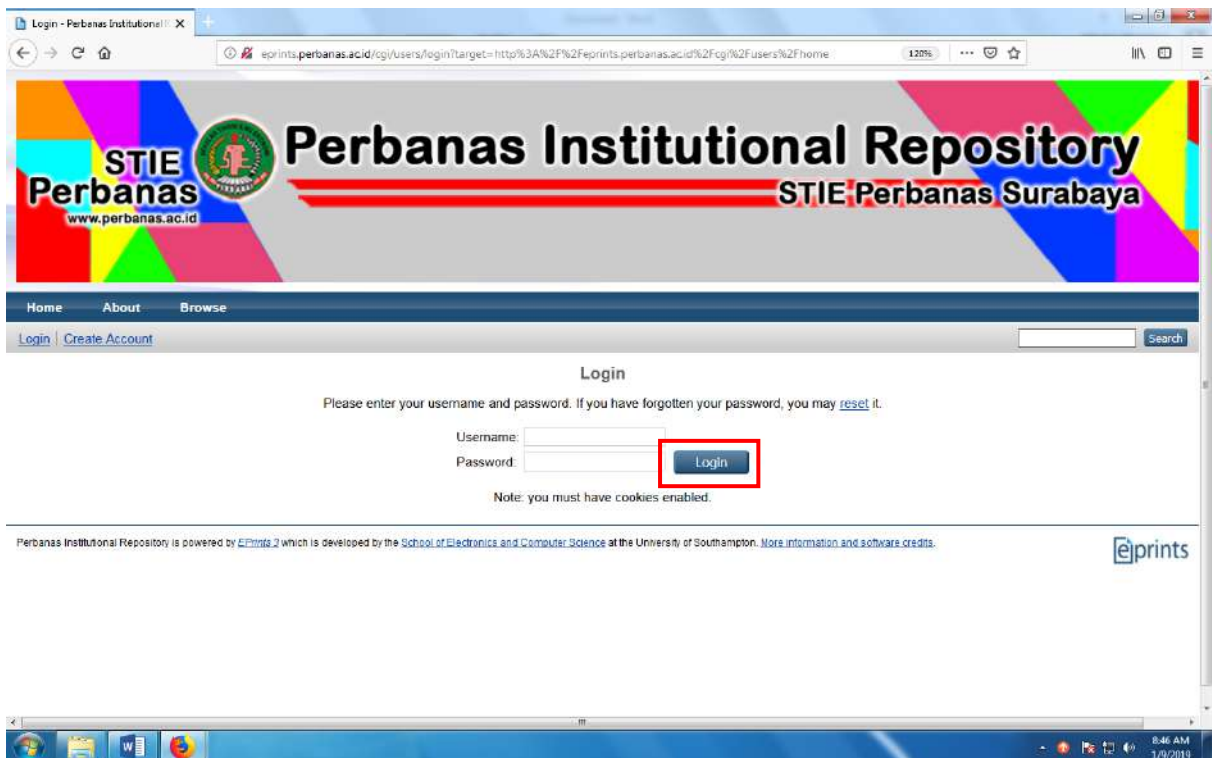 Login - Perbanas Institutional
eprints.perbanas.ac.id/cgi/users/login?target=http%3A%2F%2Feprints.perbanas.ac.id%2Fcgi%2Fusers%2Fhome
120%
STIE
Perbanas
www.perbanas.ac.id
Perbanas Institutional Repository
STIE Perbanas Surabaya
Home About Browse
Login | Create Account
Search
Login
Please enter your username and password. If you have forgotten your password, you may reset it.
Username:
Password:
Login
Note: you must have cookies enabled.
Perbanas Institutional Repository is powered by EPrints 3 which is developed by the School of Electronics and Computer Science at the University of Southampton. More information and software credits.
eprints
8:46 AM
1/9/2019